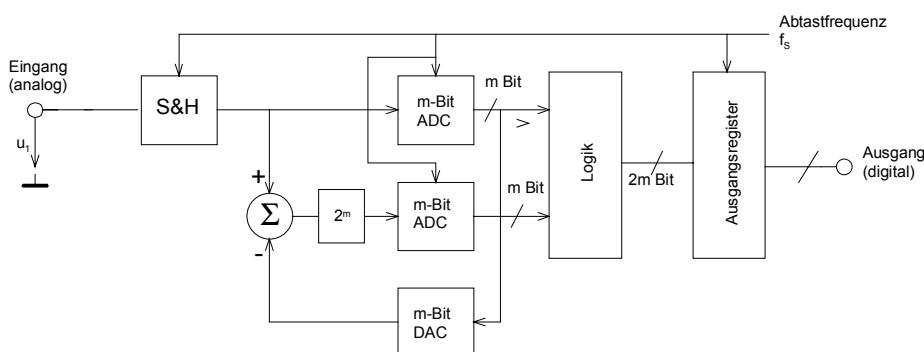 Abtastfrequenz
fS
Eingang
(analog)
S&H
m-Bit
ADC
m Bit
V
Logik
Ausgangsregister
Ausgang
(digital)
u1
+
Σ
-
2m
m-Bit
ADC
m Bit
2m Bit
m-Bit
DAC